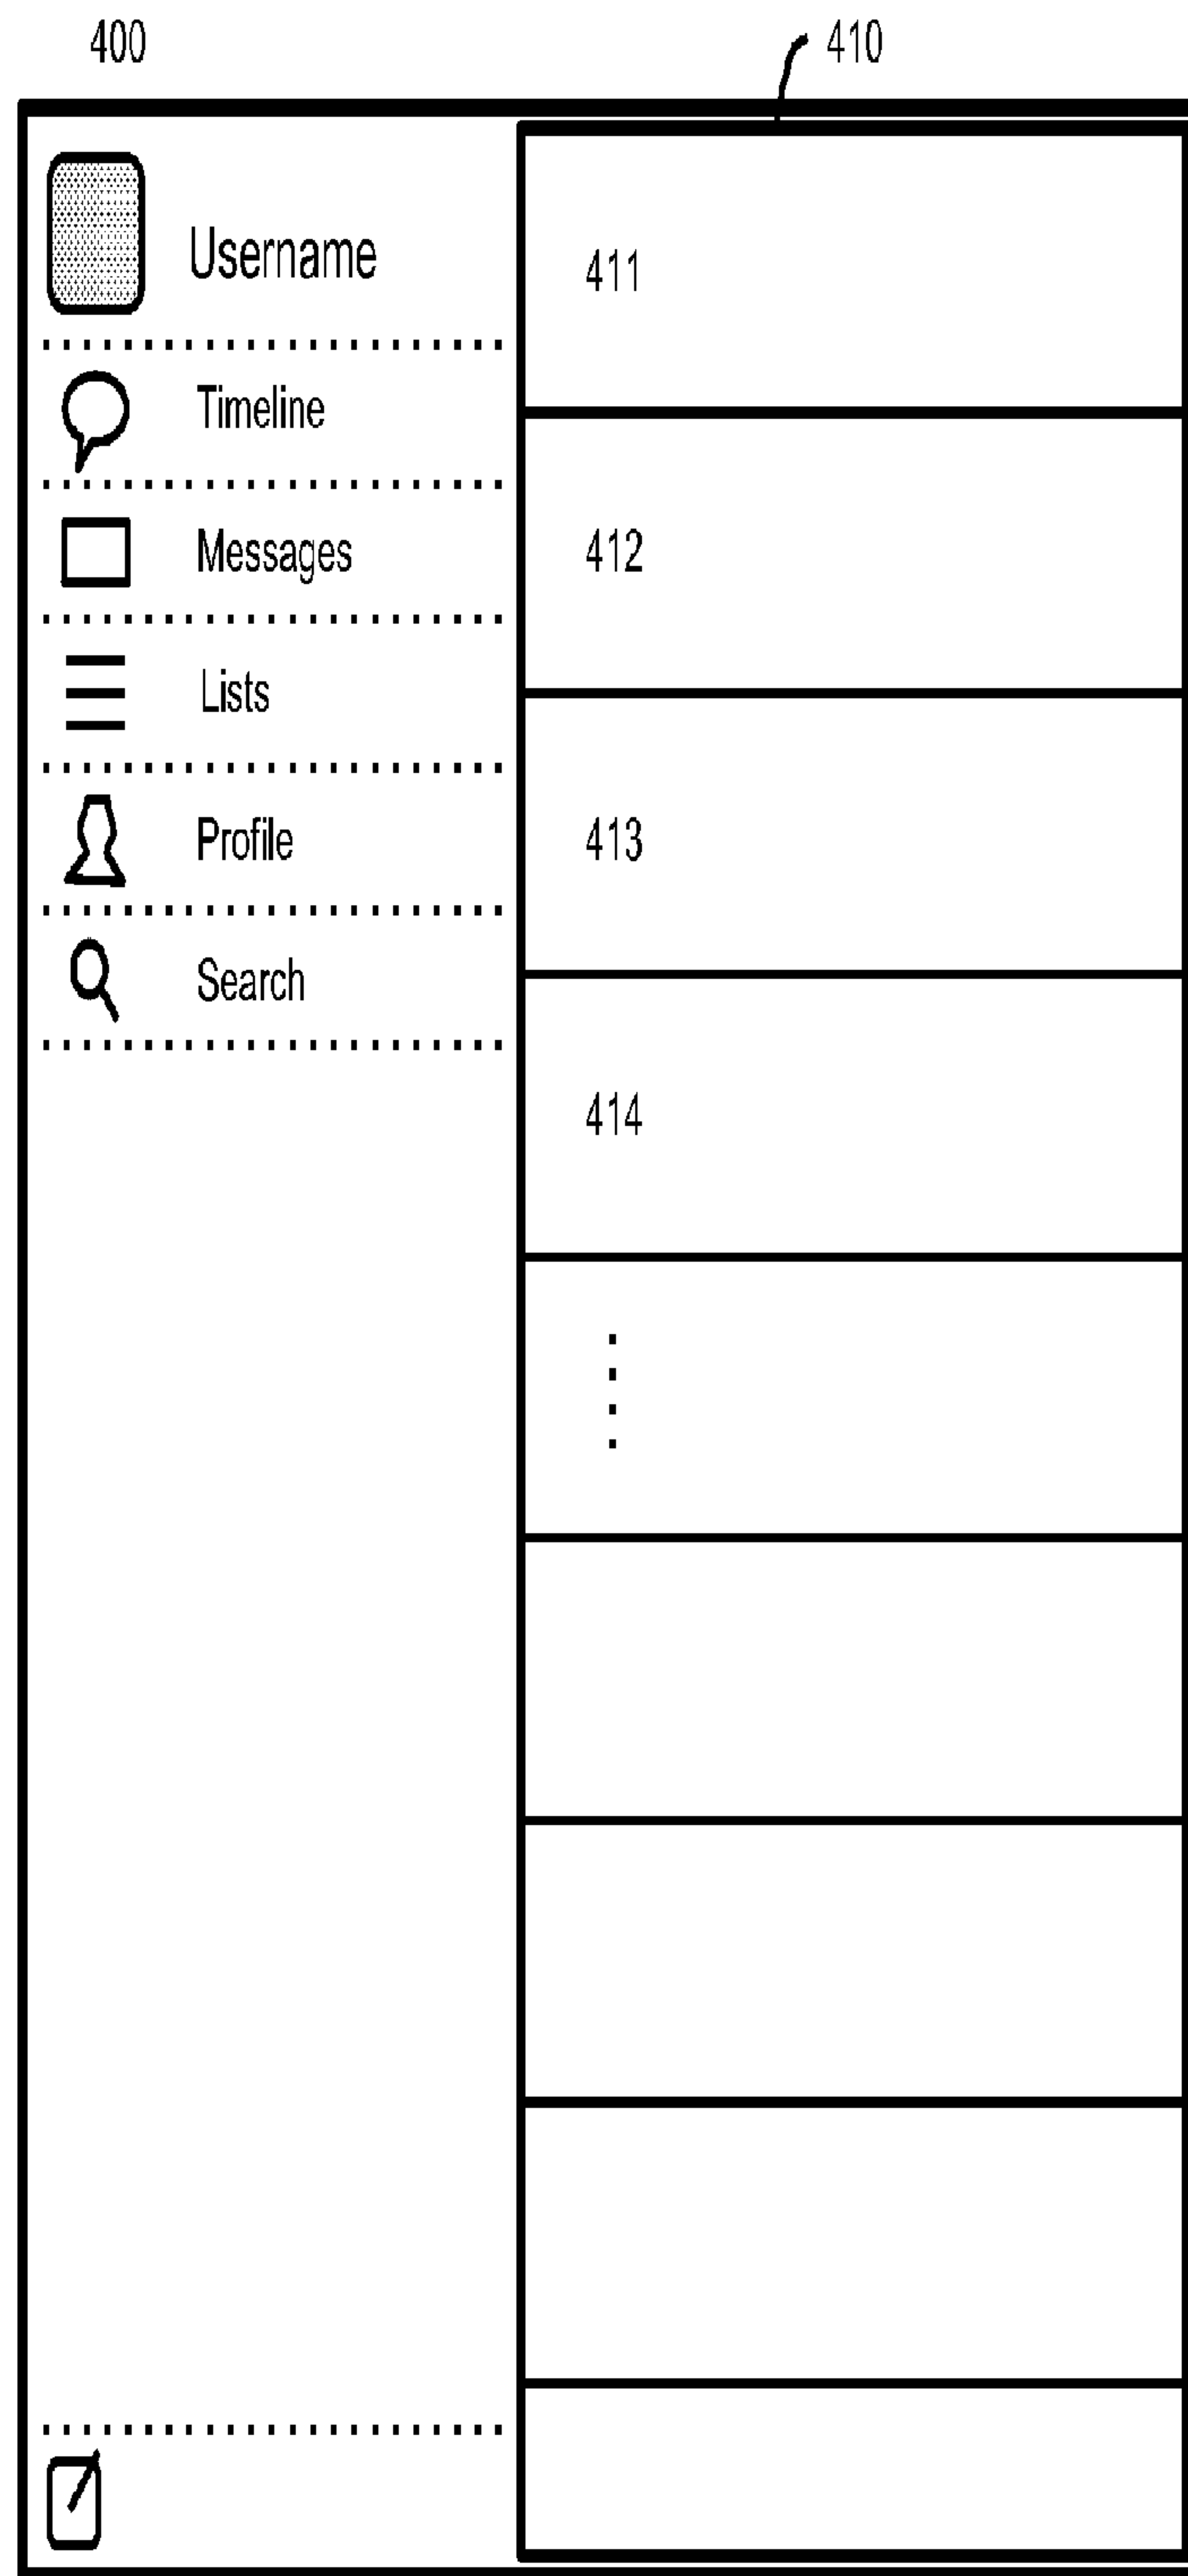 400
410
Username
Timeline
Messages
Lists
Profile
Search
411
412
413
414